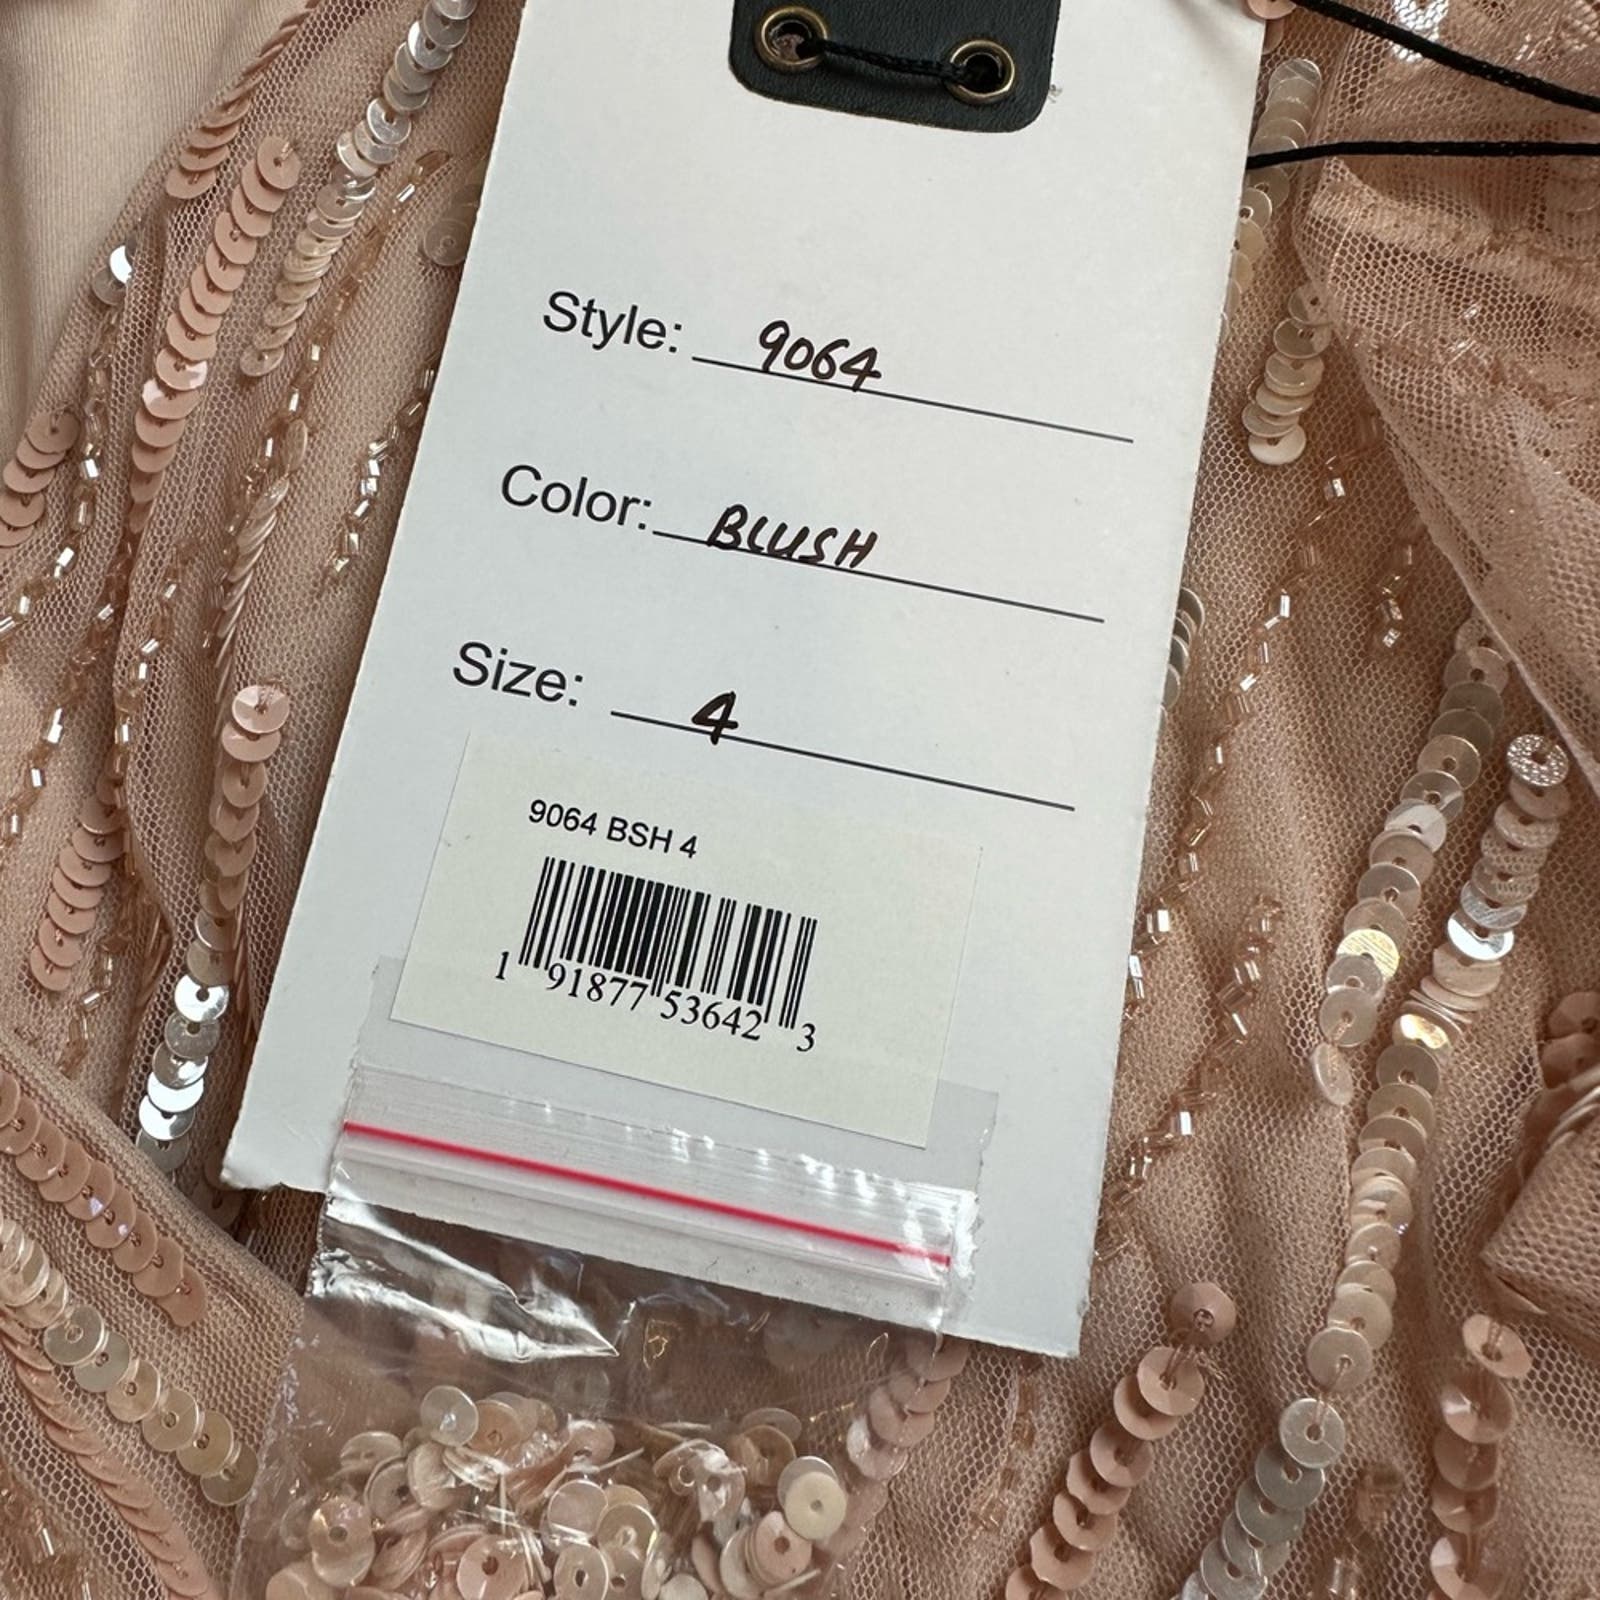 Style: 9064
Color: BLUSH
Size: 4
9064 BSH 4
1 91877 53642 3